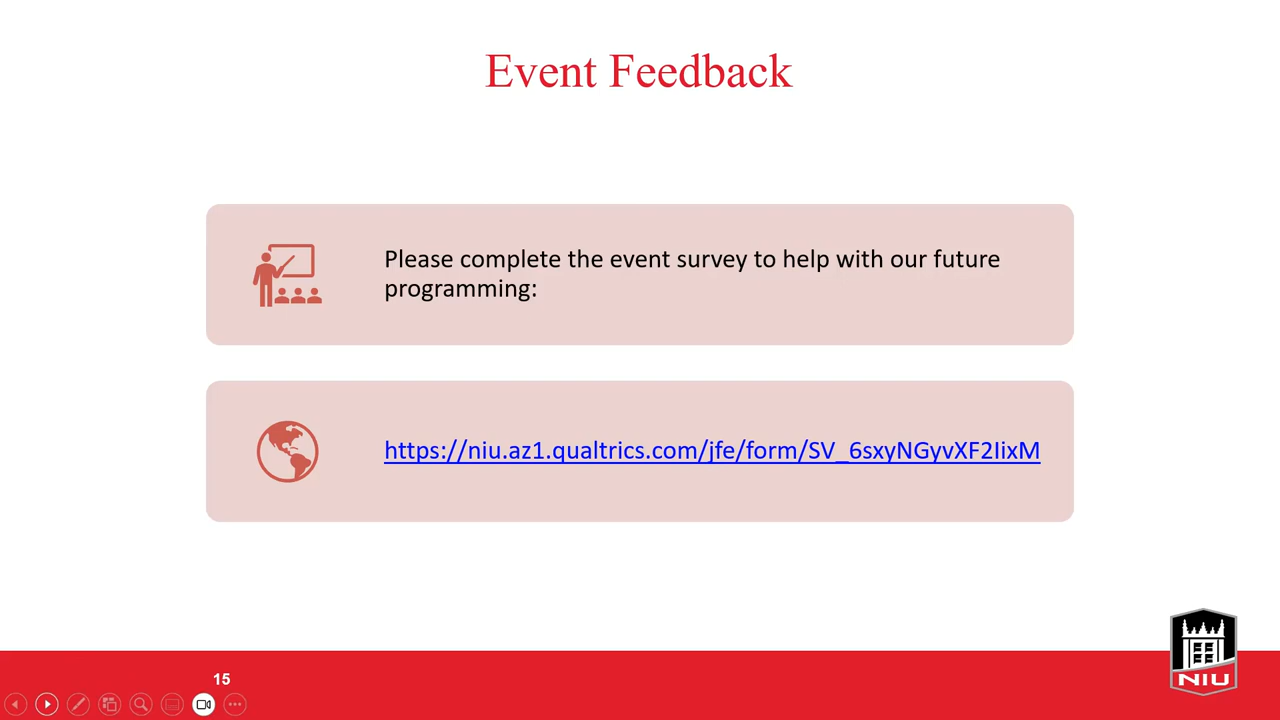 Event Feedback
Please complete the event survey to help with our future
programming:
https://niu.az1.qualtrics.com/jfe/form/SV_6sxyNGyvXF2IixM
15
NIU